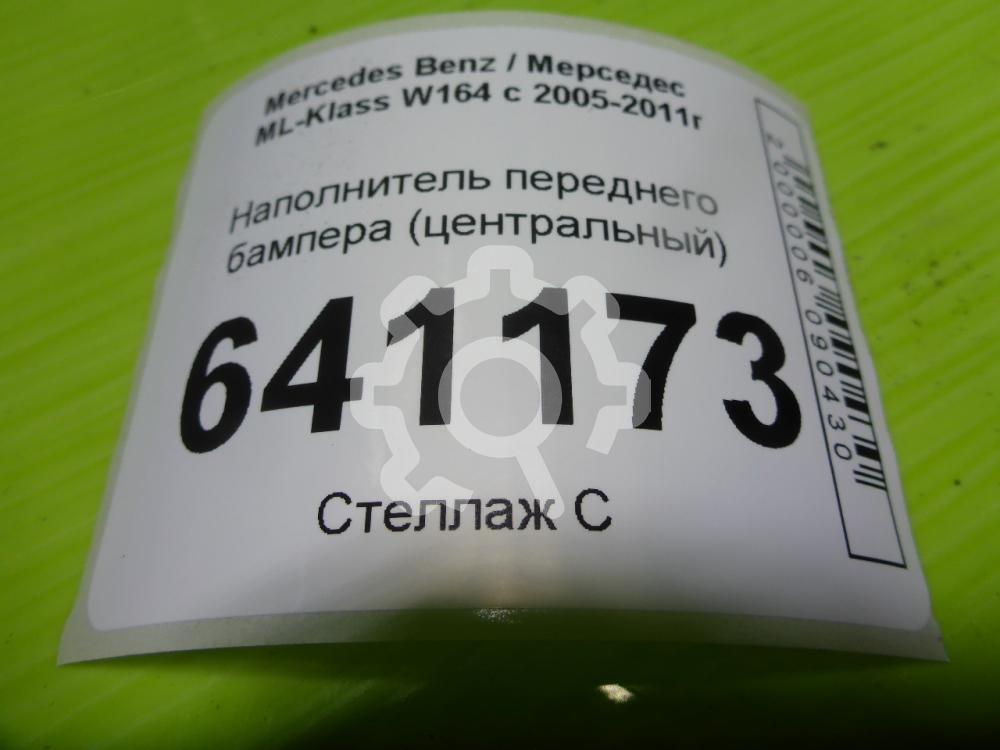 Mercedes Benz / Мерседес
ML-Klass W164 с 2005-2011г
Наполнитель переднего
бампера (центральный)
641173
Стеллаж С
2000006090430